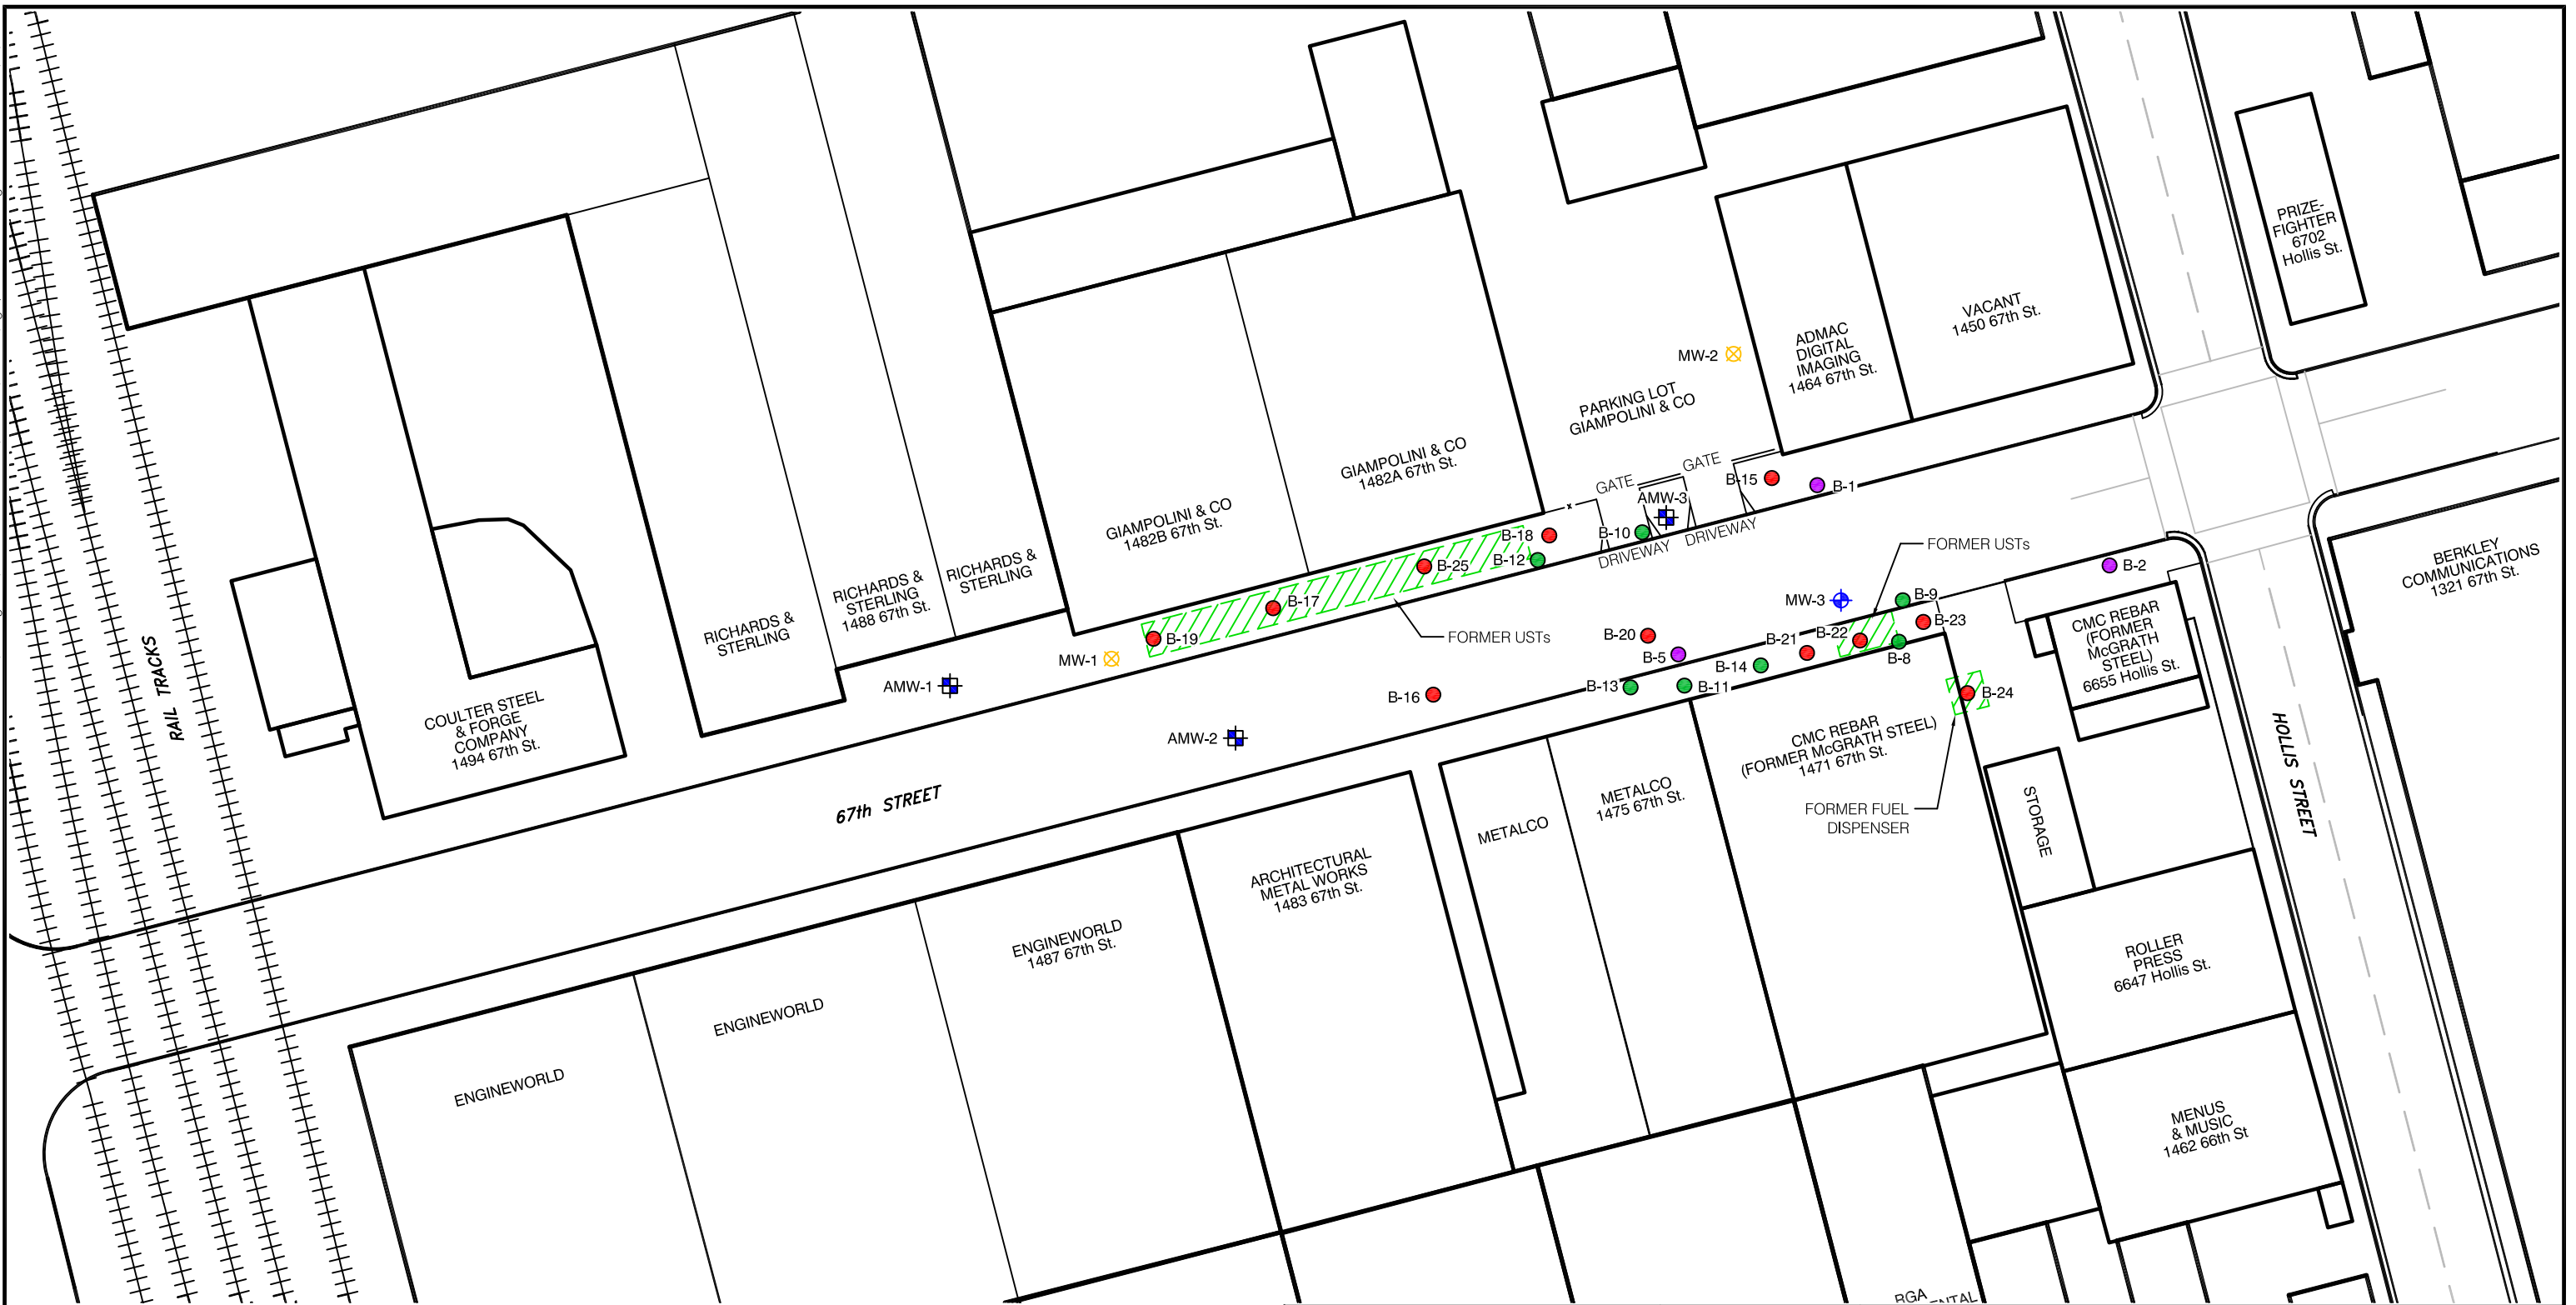 PRIZE-
FIGHTER
6702
Hollis St.
VACANT
1450 67th St.
ADMAC
DIGITAL
IMAGING
1464 67th St.
MW-2
PARKING LOT
GIAMPOLINI & CO
GIAMPOLINI & CO
1482A 67th St.
GIAMPOLINI & CO
1482B 67th St.
GATE
GATE
B-15
B-1
AMW-3
B-10
B-18
B-12
DRIVEWAY
DRIVEWAY
x
B-25
B-17
B-19
FORMER USTs
FORMER USTs
BERKLEY
COMMUNICATIONS
1321 67th St.
B-2
RICHARDS &
STERLING
RICHARDS &
STERLING
1488 67th St.
RICHARDS &
STERLING
MW-1
AMW-1
AMW-2
MW-3
B-9
B-23
B-22
B-21
B-8
B-20
B-5
B-14
B-13
B-11
B-16
B-24
CMC REBAR
(FORMER
McGRATH
STEEL)
6655 Hollis St.
RAIL TRACKS
COULTER STEEL
& FORGE
COMPANY
1494 67th St.
67th STREET
HOLLIS STREET
CMC REBAR
(FORMER McGRATH STEEL)
1471 67th St.
FORMER FUEL
DISPENSER
STORAGE
METALCO
1475 67th St.
METALCO
ARCHITECTURAL
METAL WORKS
1483 67th St.
ENGINEWORLD
1487 67th St.
ENGINEWORLD
ENGINEWORLD
ROLLER
PRESS
6647 Hollis St.
MENUS
& MUSIC
1462 66th St
RGA